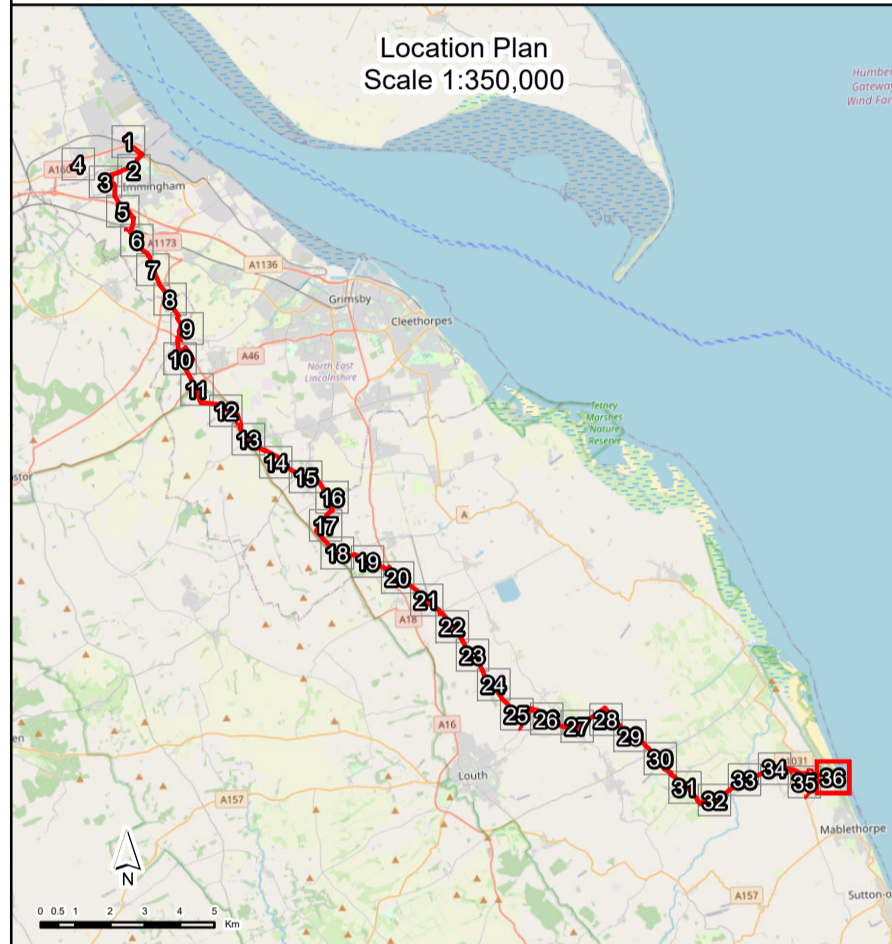 Location Plan
Scale 1:350,000
Humber
Gateway
Wind Far
1
4
A160
2
3
Immingham
5
6
A1173
7
A1136
8
Grimsby
9
Cleethorpes
10
A46
North East
Lincolnshire
11
12
Tetney
Marshes
Nature
Reserve
13
14
15
stor
16
A
17
18
19
20
21
A18
22
23
24
25
26
27
28
A16
29
en
30
Louth
1031
34
36
33
35
31
A157
32
Mablethorpe
N
A157
Sutton-o
0 0.5 1 2 3 4 5
Km